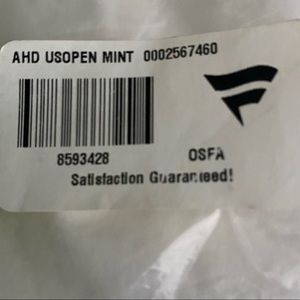 AHD USOPEN MINT 0002567460
8593428 OSFA
Satisfaction Guaranteed!